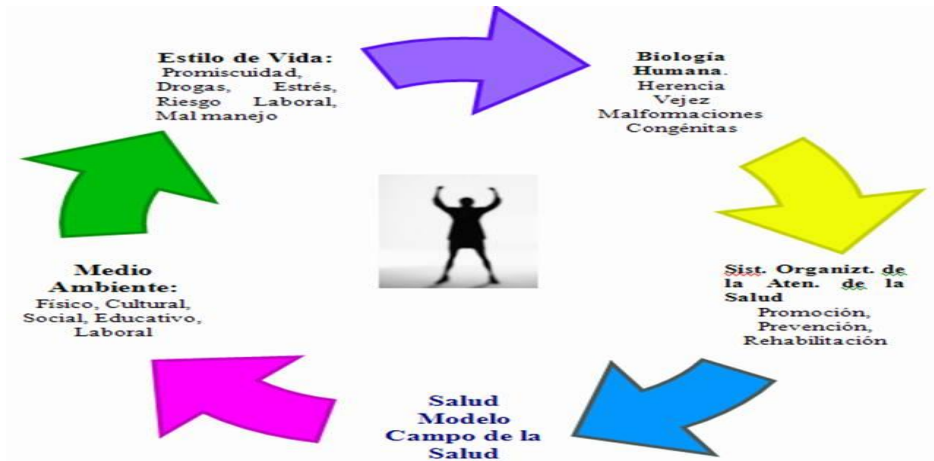 Estilo de Vida:
Promiscuidad,
Drogas, Estrés,
Riesgo Laboral,
Mal manejo
Biología
Humana.
Herencia
Vejez
Malformaciones
Congénitas
Sist. Organizt. de
la Aten. de la
Salud
Promoción,
Prevención,
Rehabilitación
Salud
Modelo
Campo de la
Salud
Medio
Ambiente:
Físico, Cultural,
Social, Educativo,
Laboral